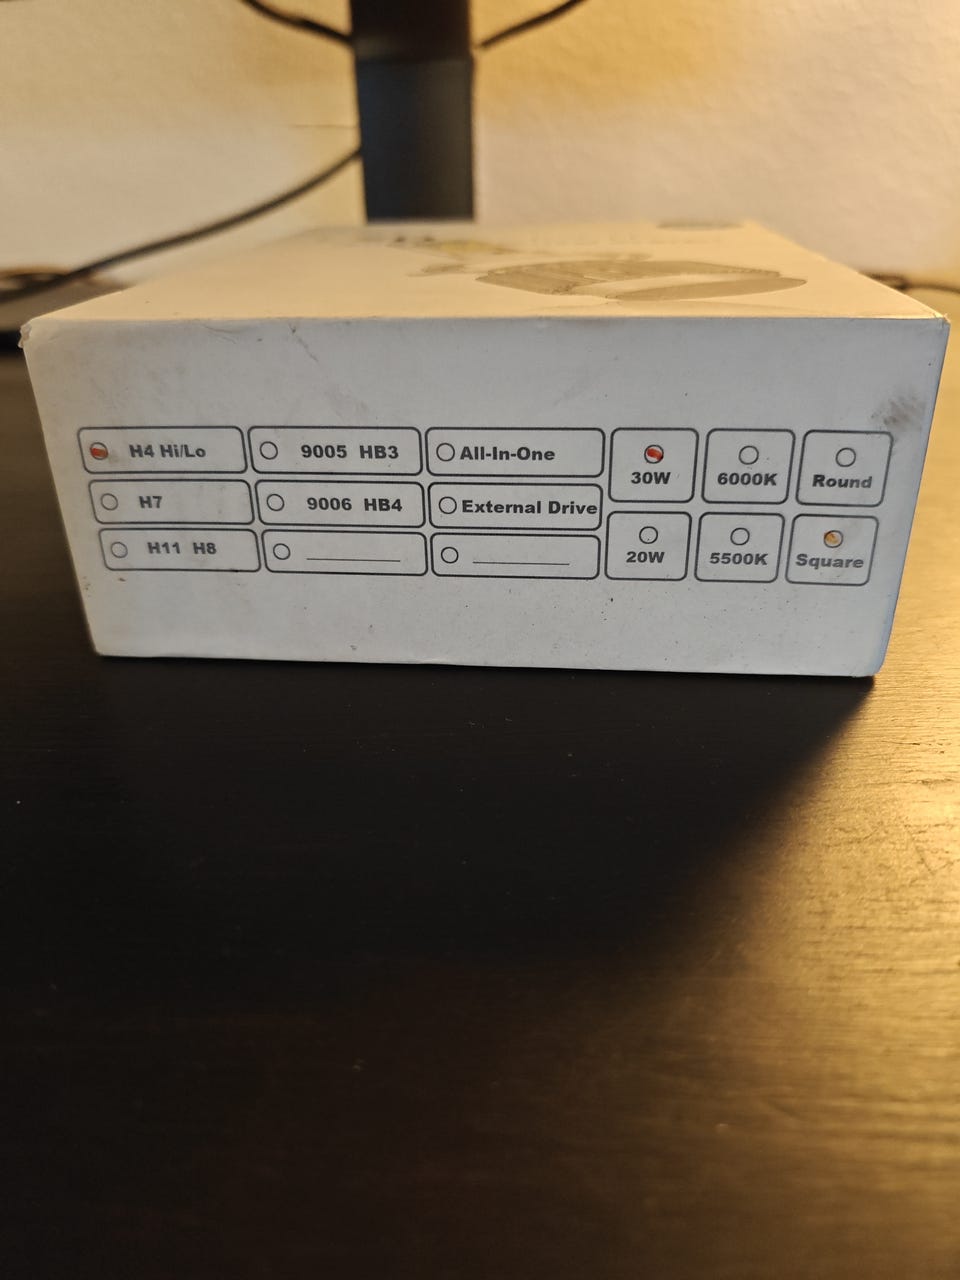 H4 Hi/Lo
9005 HB3
All-In-One
30W
6000K
Round
H7
9006 HB4
External Drive
H11 H8
20W
5500K
Square